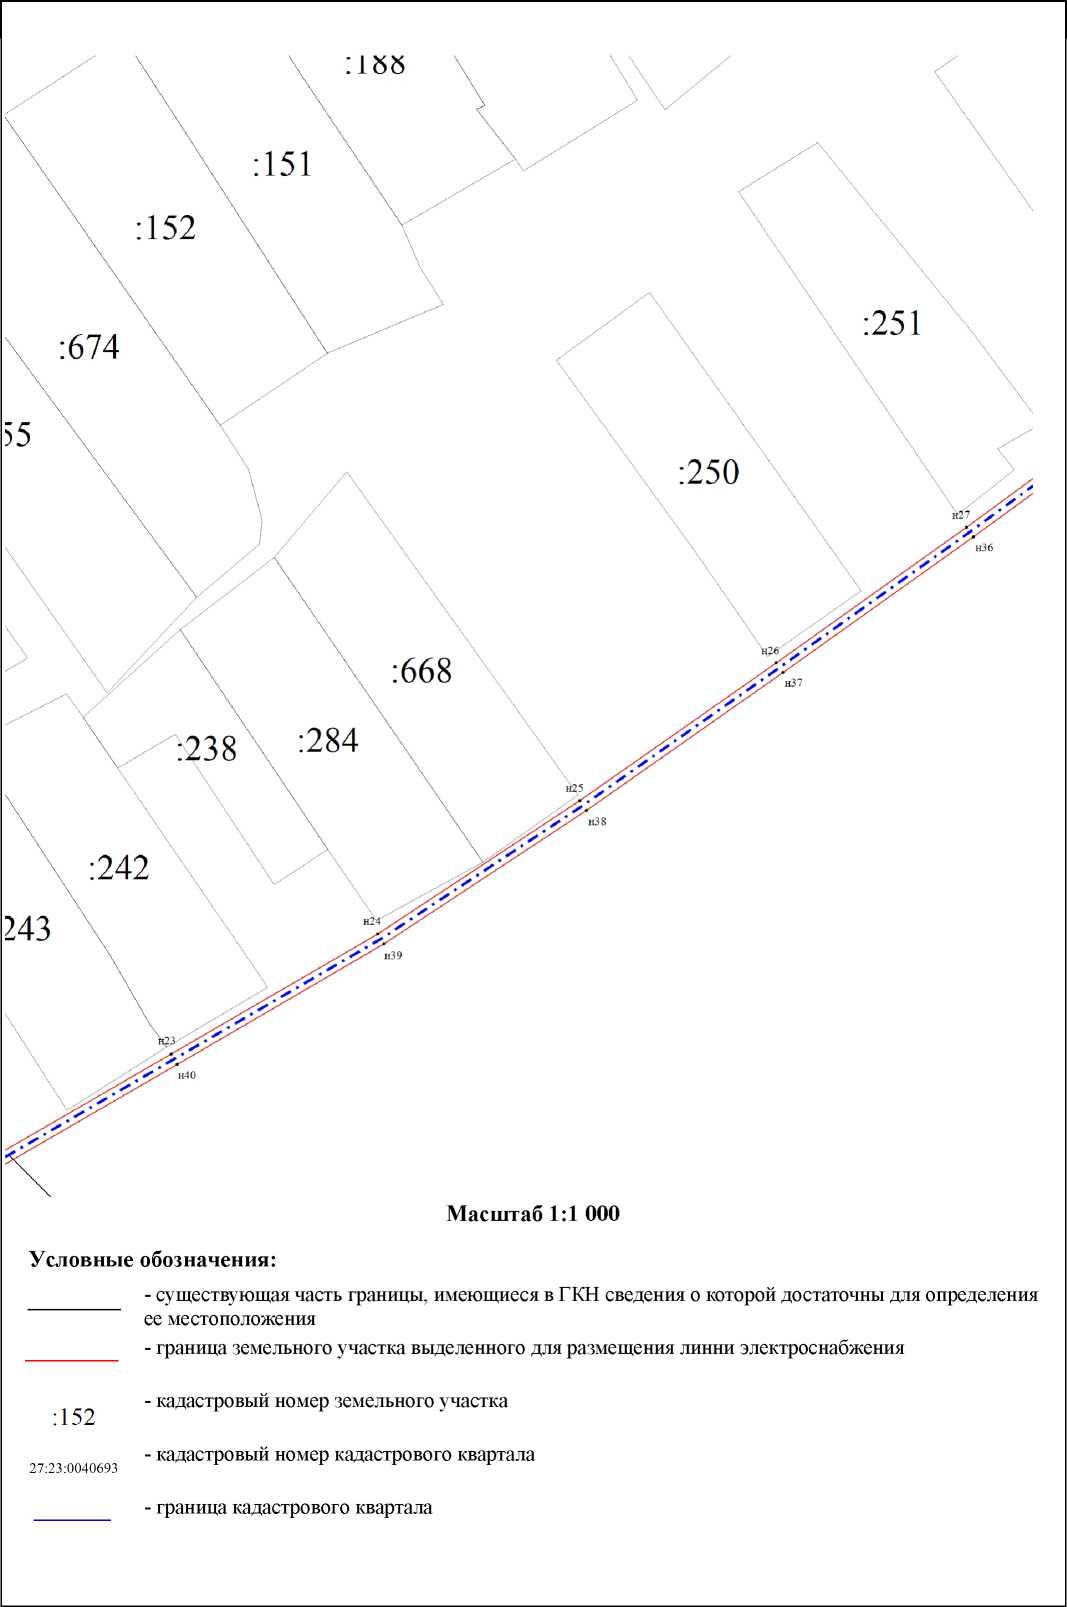 :188
:151
:152
:251
:674
55
:250
н27
н36
н26
:668
н37
:284
:238
н25
н38
:242
н24
243
н39
н23
н40
Масштаб 1:1 000
Условные обозначения:
- существующая часть границы, имеющиеся в ГКН сведения о которой достаточны для определения
ее местоположения
- граница земельного участка выделенного для размещения линни электроснабжения
- кадастровый номер земельного участка
:152
- кадастровый номер кадастрового квартала
27:23:0040693
- граница кадастрового квартала